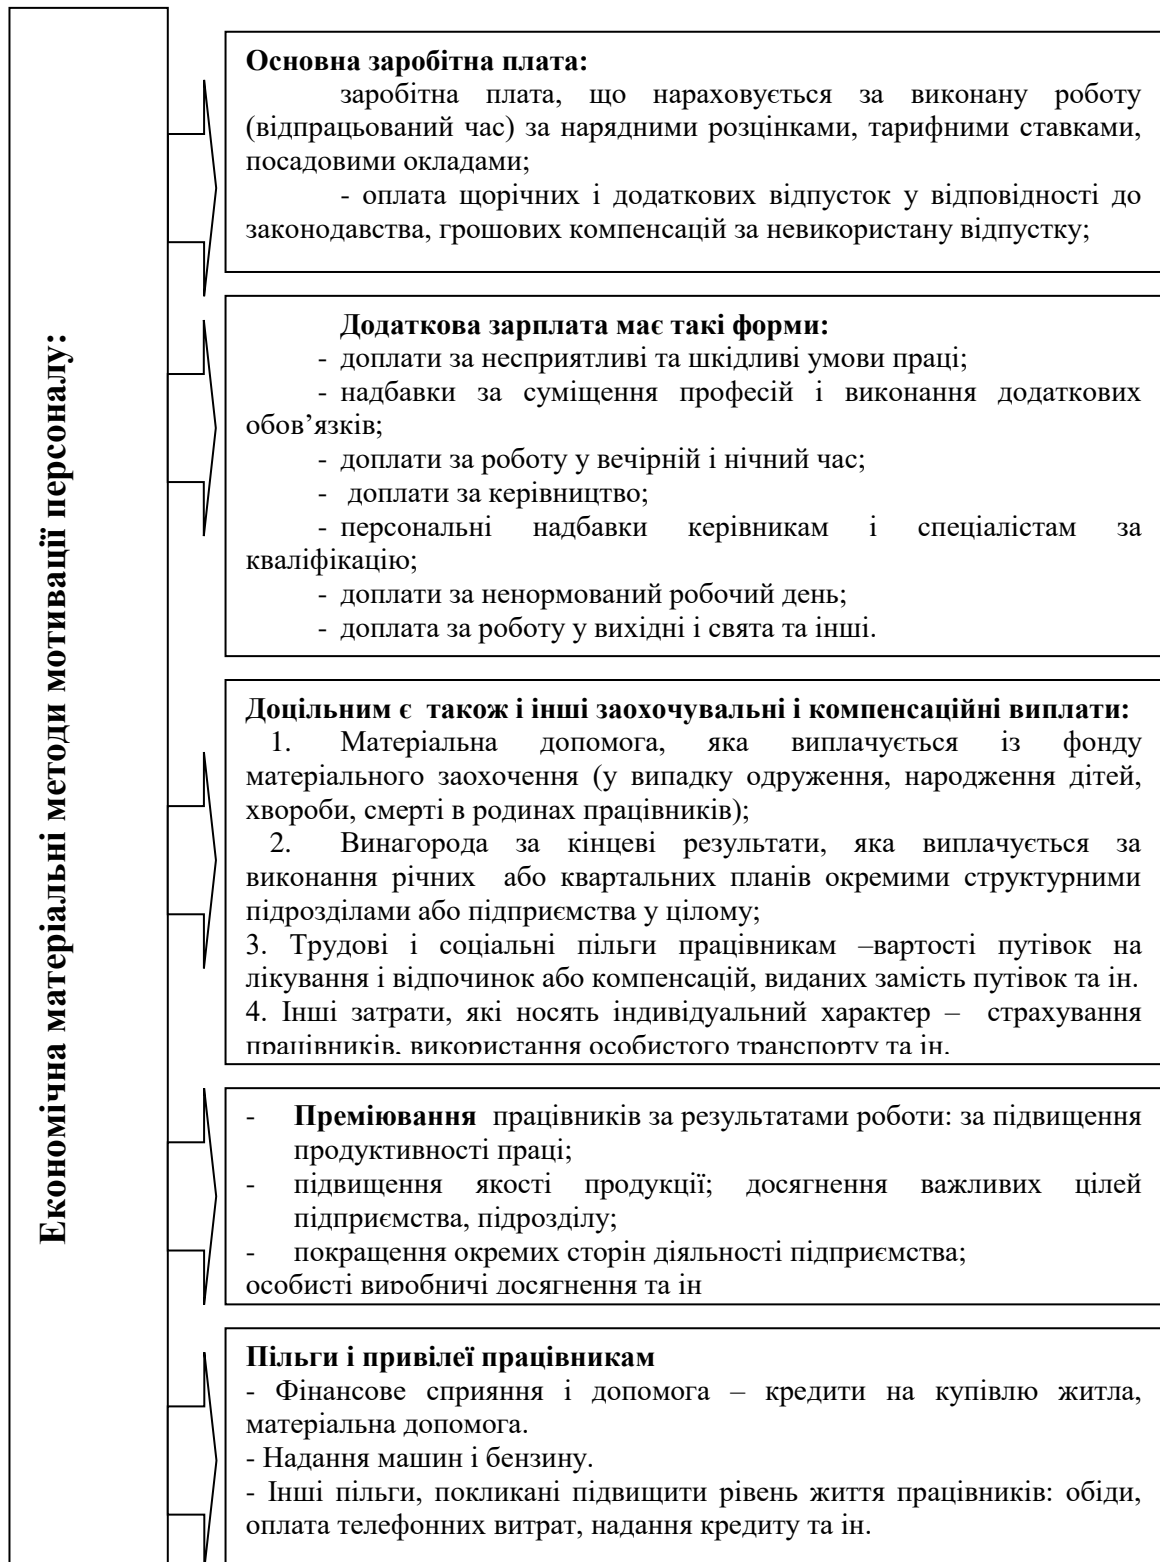 Економічна матеріальні методи мотивації персоналу:
Основна заробітна плата:
заробітна плата, що нараховується за виконану роботу
(відпрацьований час) за нарядними розцінками, тарифними ставками,
посадовими окладами;
- оплата щорічних і додаткових відпусток у відповідності до
законодавства, грошових компенсацій за невикористану відпустку;
Додаткова зарплата має такі форми:
- доплати за несприятливі та шкідливі умови праці;
- надбавки за суміщення професій і виконання додаткових
обов’язків;
- доплати за роботу у вечірній і нічний час;
- доплати за керівництво;
- персональні надбавки керівникам і спеціалістам за
кваліфікацію;
- доплати за ненормований робочий день;
- доплата за роботу у вихідні і свята та інші.
Доцільним є також і інші заохочувальні і компенсаційні виплати:
1. Матеріальна допомога, яка виплачується із фонду
матеріального заохочення (у випадку одруження, народження дітей,
хвороби, смерті в родинах працівників);
2. Винагорода за кінцеві результати, яка виплачується за
виконання річних або квартальних планів окремими структурними
підрозділами або підприємства у цілому;
3. Трудові і соціальні пільги працівникам –вартості путівок на
лікування і відпочинок або компенсацій, виданих замість путівок та ін.
4. Інші затрати, які носять індивідуальний характер – страхування
працівників, використання особистого транспорту та ін.
- Преміювання працівників за результатами роботи: за підвищення
продуктивності праці;
- підвищення якості продукції; досягнення важливих цілей
підприємства, підрозділу;
- покращення окремих сторін діяльності підприємства;
особисті виробничі досягнення та ін
Пільги і привілеї працівникам
- Фінансове сприяння і допомога – кредити на купівлю житла,
матеріальна допомога.
- Надання машин і бензину.
- Інші пільги, покликані підвищити рівень життя працівників: обіди,
оплата телефонних витрат, надання кредиту та ін.